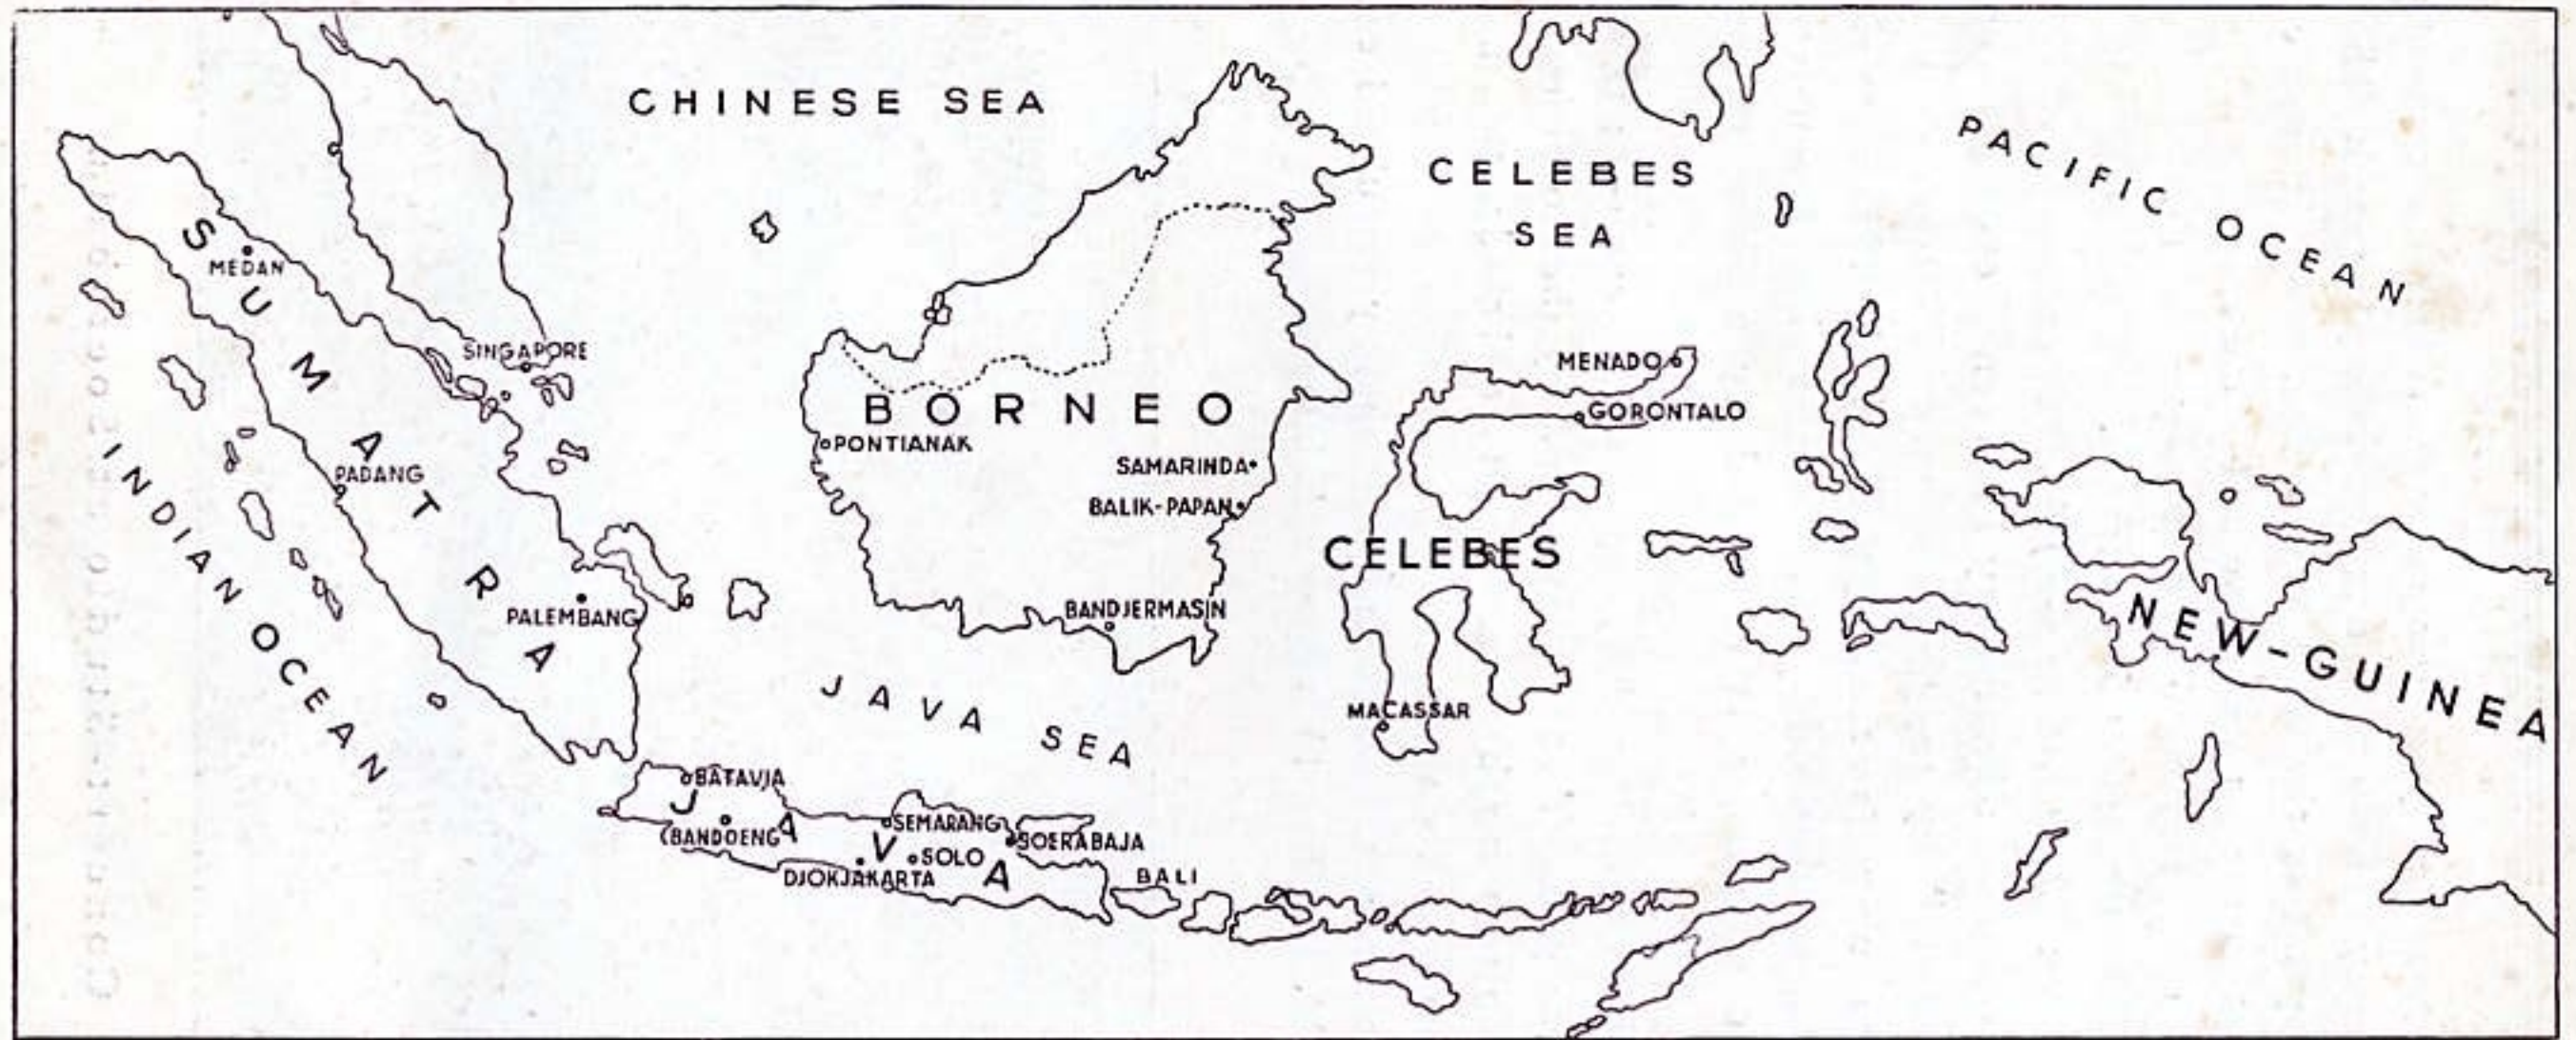 CHINESE SEA
CELEBES
SEA
PACIFIC OCEAN
SUMATRA
MEDAN
SINGAPORE
BORNEO
PONTIANAK
SAMARINDA
BALIK-PAPAN
BANDJERMASIN
MENADO
GORONTALO
PADANG
PALEMBANG
INDIAN OCEAN
CELEBES
MACASSAR
NEW-GUINEA
JAVA SEA
BATAVIA
JAVA
BANDOENG
SEMARANG
SOERABAJA
SOLO
DJOKJAKARTA
BALI